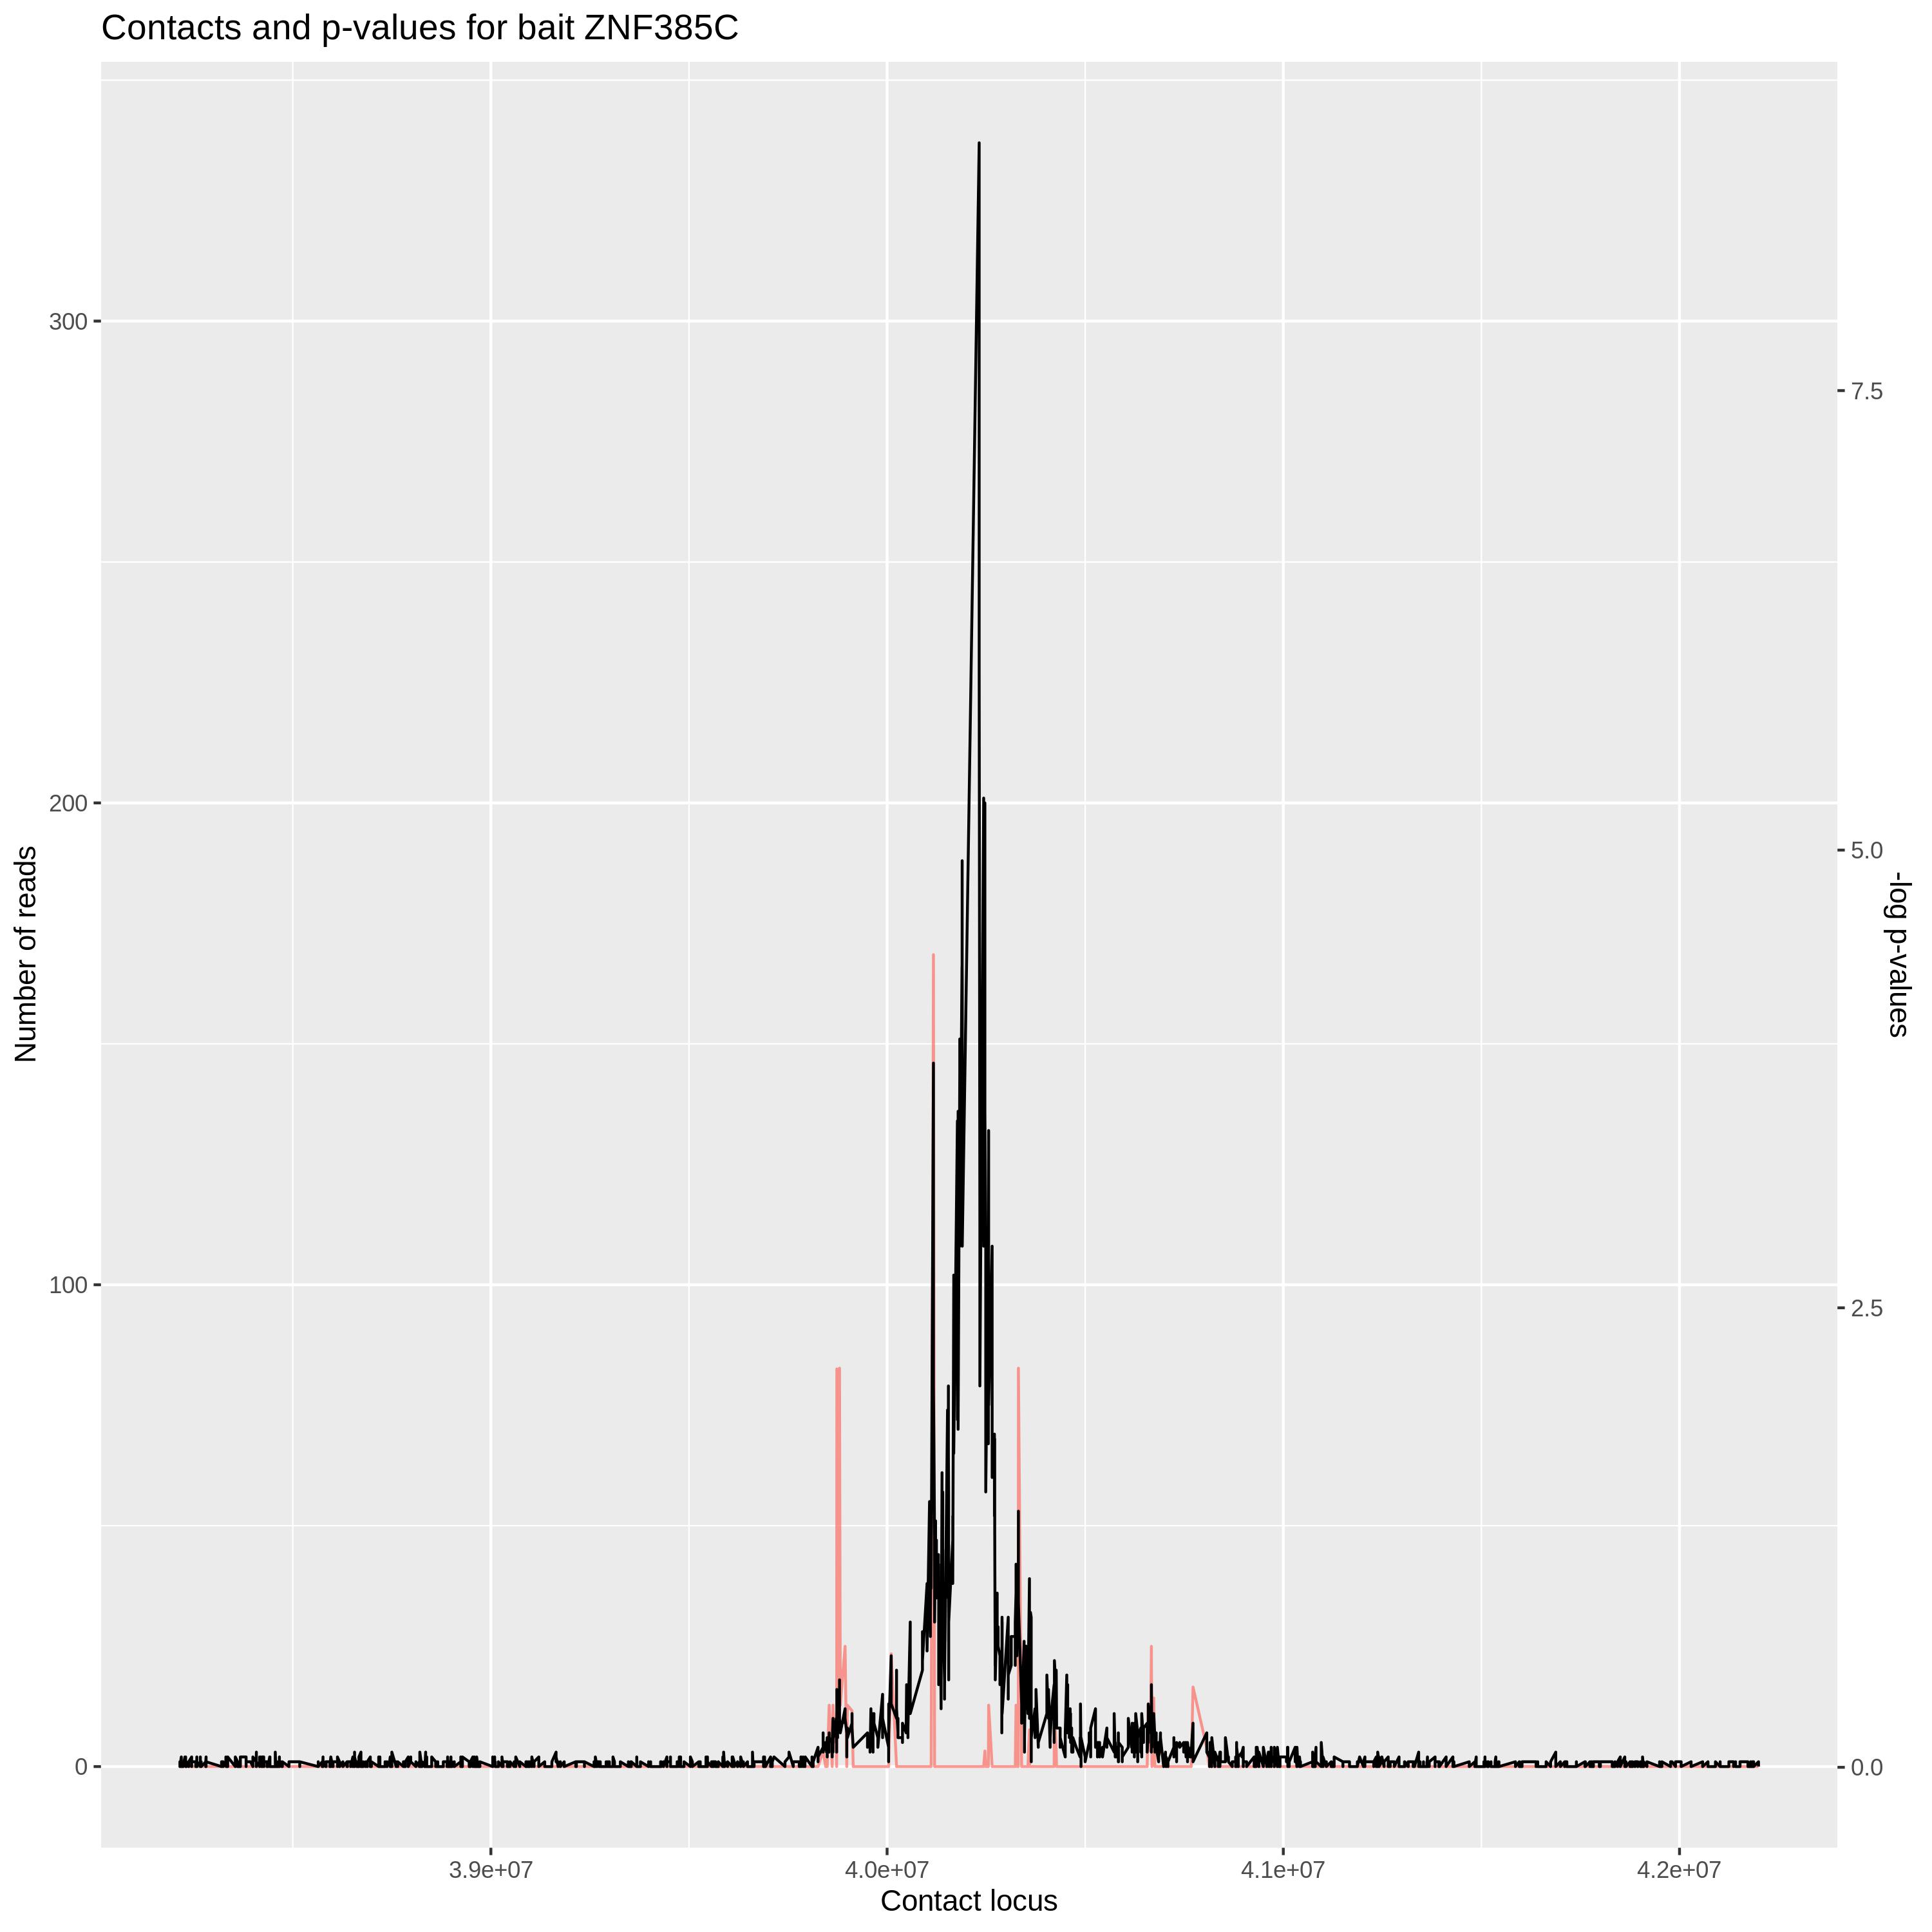 Contacts and p-values for bait ZNF385C
300
200
100
0
Number of reads
7.5
5.0
2.5
0.0
-log p-values
3.9e+07
4.0e+07
4.1e+07
4.2e+07
Contact locus